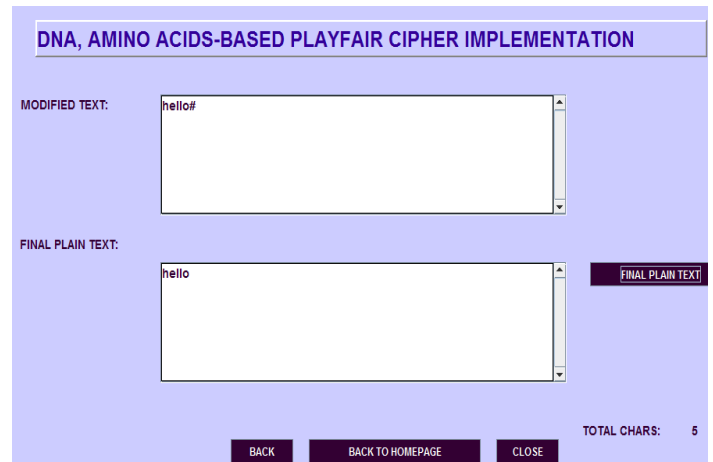 DNA, AMINO ACIDS-BASED PLAYFAIR CIPHER IMPLEMENTATION
MODIFIED TEXT:
hello#
FINAL PLAIN TEXT:
hello
FINAL PLAIN TEXT
TOTAL CHARS: 5
BACK
BACK TO HOMEPAGE
CLOSE